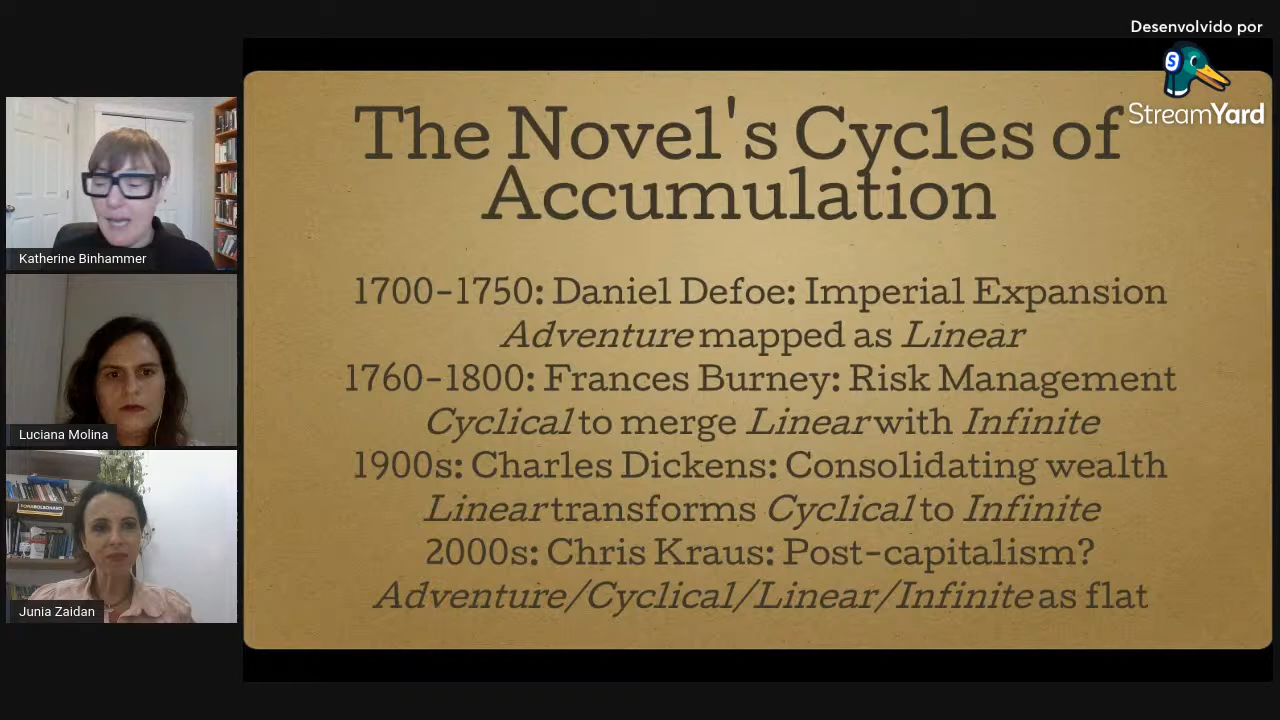 Desenvolvido por
StreamYard
The Novel's Cycles of
Accumulation
1700-1750: Daniel Defoe: Imperial Expansion
Adventure mapped as Linear
1760-1800: Frances Burney: Risk Management
Cyclical to merge Linear with Infinite
1900s: Charles Dickens: Consolidating wealth
Linear transforms Cyclical to Infinite
2000s: Chris Kraus: Post-capitalism?
Adventure/Cyclical/Linear/Infinite as flat
Katherine Binhammer
Luciana Molina
Junia Zaidan